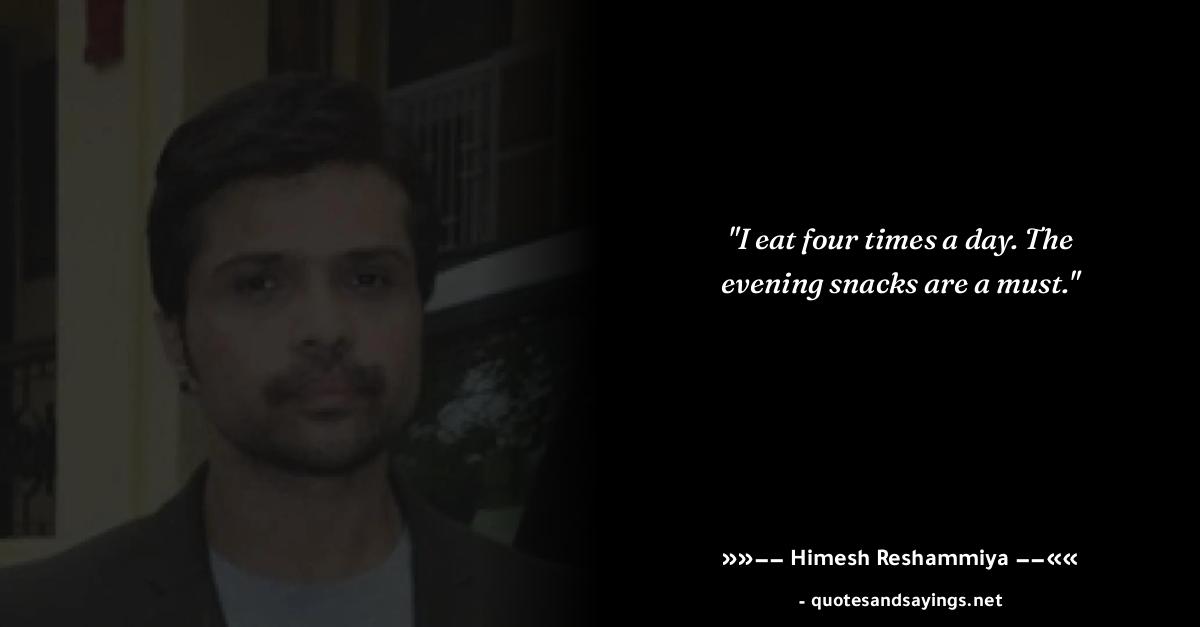 "I eat four times a day. The
evening snacks are a must."
»»–– Himesh Reshammiya ––««
- quotesandsayings.net